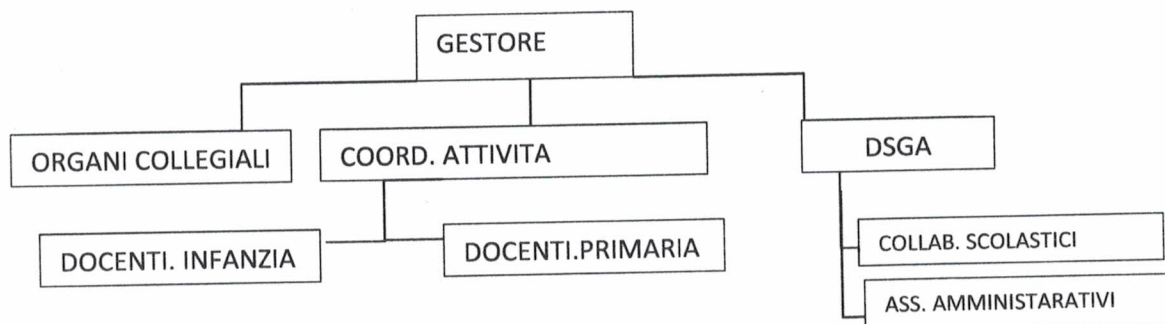 GESTORE
ORGANI COLLEGIALI
COORD. ATTIVITA
DSGA
DOCENTI. INFANZIA
DOCENTI.PRIMARIA
COLLAB. SCOLASTICI
ASS. AMMINISTARATIVI